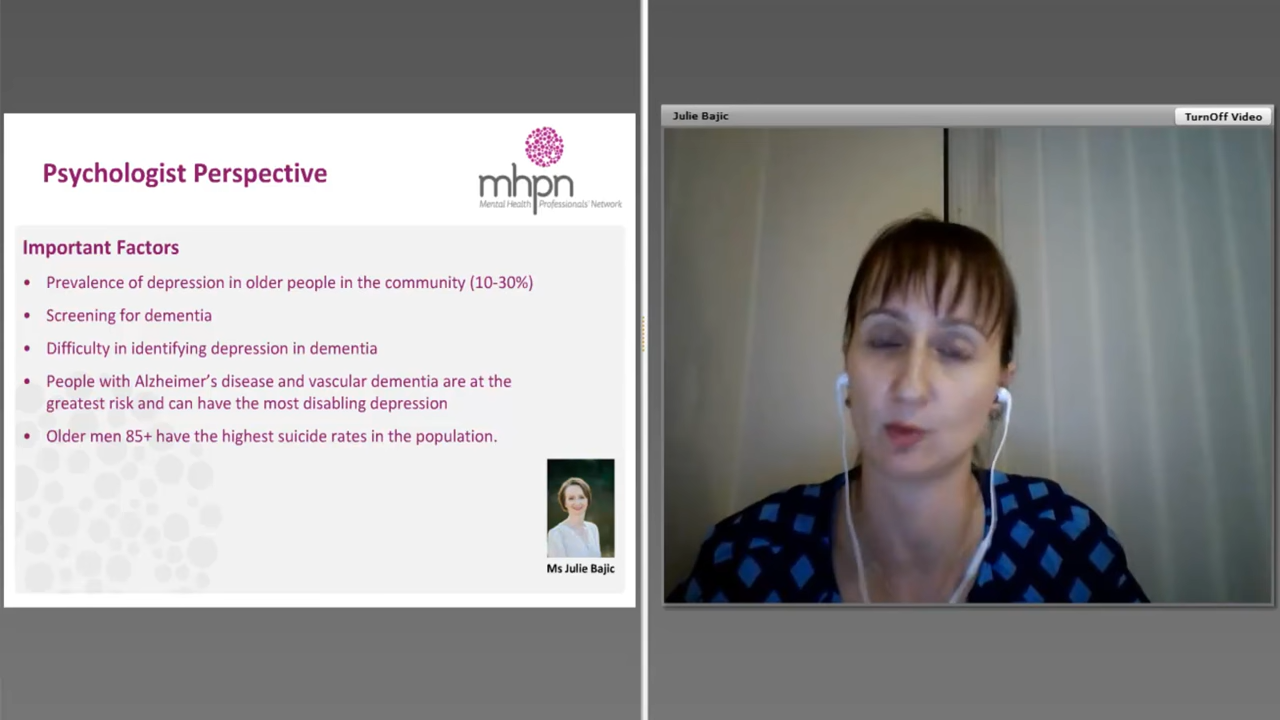 Psychologist Perspective
mhpn
Mental Health Professionals' Network
Important Factors
• Prevalence of depression in older people in the community (10-30%)
• Screening for dementia
• Difficulty in identifying depression in dementia
• People with Alzheimer's disease and vascular dementia are at the
greatest risk and can have the most disabling depression
• Older men 85+ have the highest suicide rates in the population.
Ms Julie Bajic
Julie Bajic
TurnOff Video